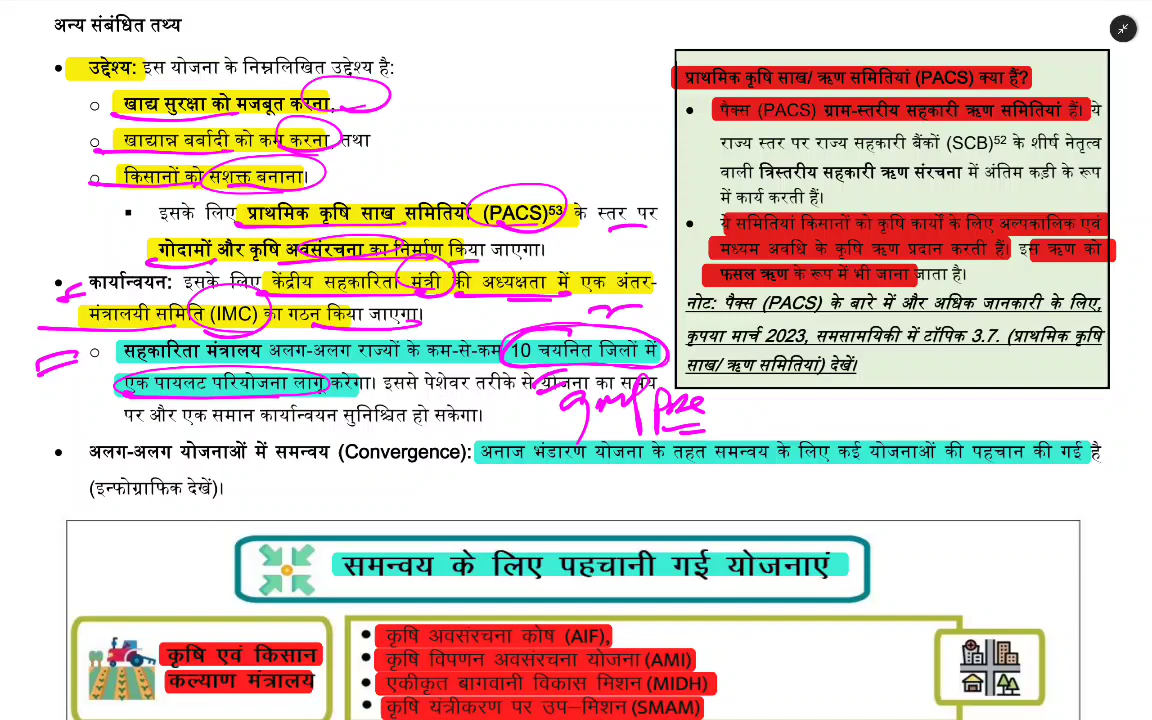 अन्य संबंधित तथ्य
• उद्देश्य: इस योजना के निम्नलिखित उद्देश्य है:
○ खाद्य सुरक्षा को मजबूत करना,
○ खाद्यान्न बर्बादी को कम करना, तथा
○ किसानों को सशक्त बनाना।
▪ इसके लिए प्राथमिक कृषि साख समितियों (PACS)53 के स्तर पर
गोदामों और कृषि अवसंरचना का निर्माण किया जाएगा।
• कार्यान्वयन: इसके लिए केंद्रीय सहकारिता मंत्री की अध्यक्षता में एक अंतर-
मंत्रालयी समिति (IMC) का गठन किया जाएगा।
○ सहकारिता मंत्रालय अलग-अलग राज्यों के कम-से-कम 10 चयनित जिलों में
एक पायलट परियोजना लागू करेगा। इससे पेशेवर तरीके से योजना का समय
पर और एक समान कार्यान्वयन सुनिश्चित हो सकेगा।
• अलग-अलग योजनाओं में समन्वय (Convergence): अनाज भंडारण योजना के तहत समन्वय के लिए कई योजनाओं की पहचान की गई है
(इन्फोग्राफिक देखें)।
प्राथमिक कृषि साख/ ऋण समितियां (PACS) क्या हैं?
• पैक्स (PACS) ग्राम-स्तरीय सहकारी ऋण समितियां हैं। ये
राज्य स्तर पर राज्य सहकारी बैंकों (SCB)52 के शीर्ष नेतृत्व
वाली त्रिस्तरीय सहकारी ऋण संरचना में अंतिम कड़ी के रूप
में कार्य करती हैं।
• ये समितियां किसानों को कृषि कार्यों के लिए अल्पकालिक एवं
मध्यम अवधि के कृषि ऋण प्रदान करती हैं। इस ऋण को
फसल ऋण के रूप में भी जाना जाता है।
नोट: पैक्स (PACS) के बारे में और अधिक जानकारी के लिए,
कृपया मार्च 2023, समसामयिकी में टॉपिक 3.7. (प्राथमिक कृषि
साख/ ऋण समितियां) देखें।
समन्वय के लिए पहचानी गई योजनाएं
कृषि एवं किसान
कल्याण मंत्रालय
• कृषि अवसंरचना कोष (AIF),
• कृषि विपणन अवसंरचना योजना (AMI)
• एकीकृत बागवानी विकास मिशन (MIDH)
• कृषि यंत्रीकरण पर उप–मिशन (SMAM)